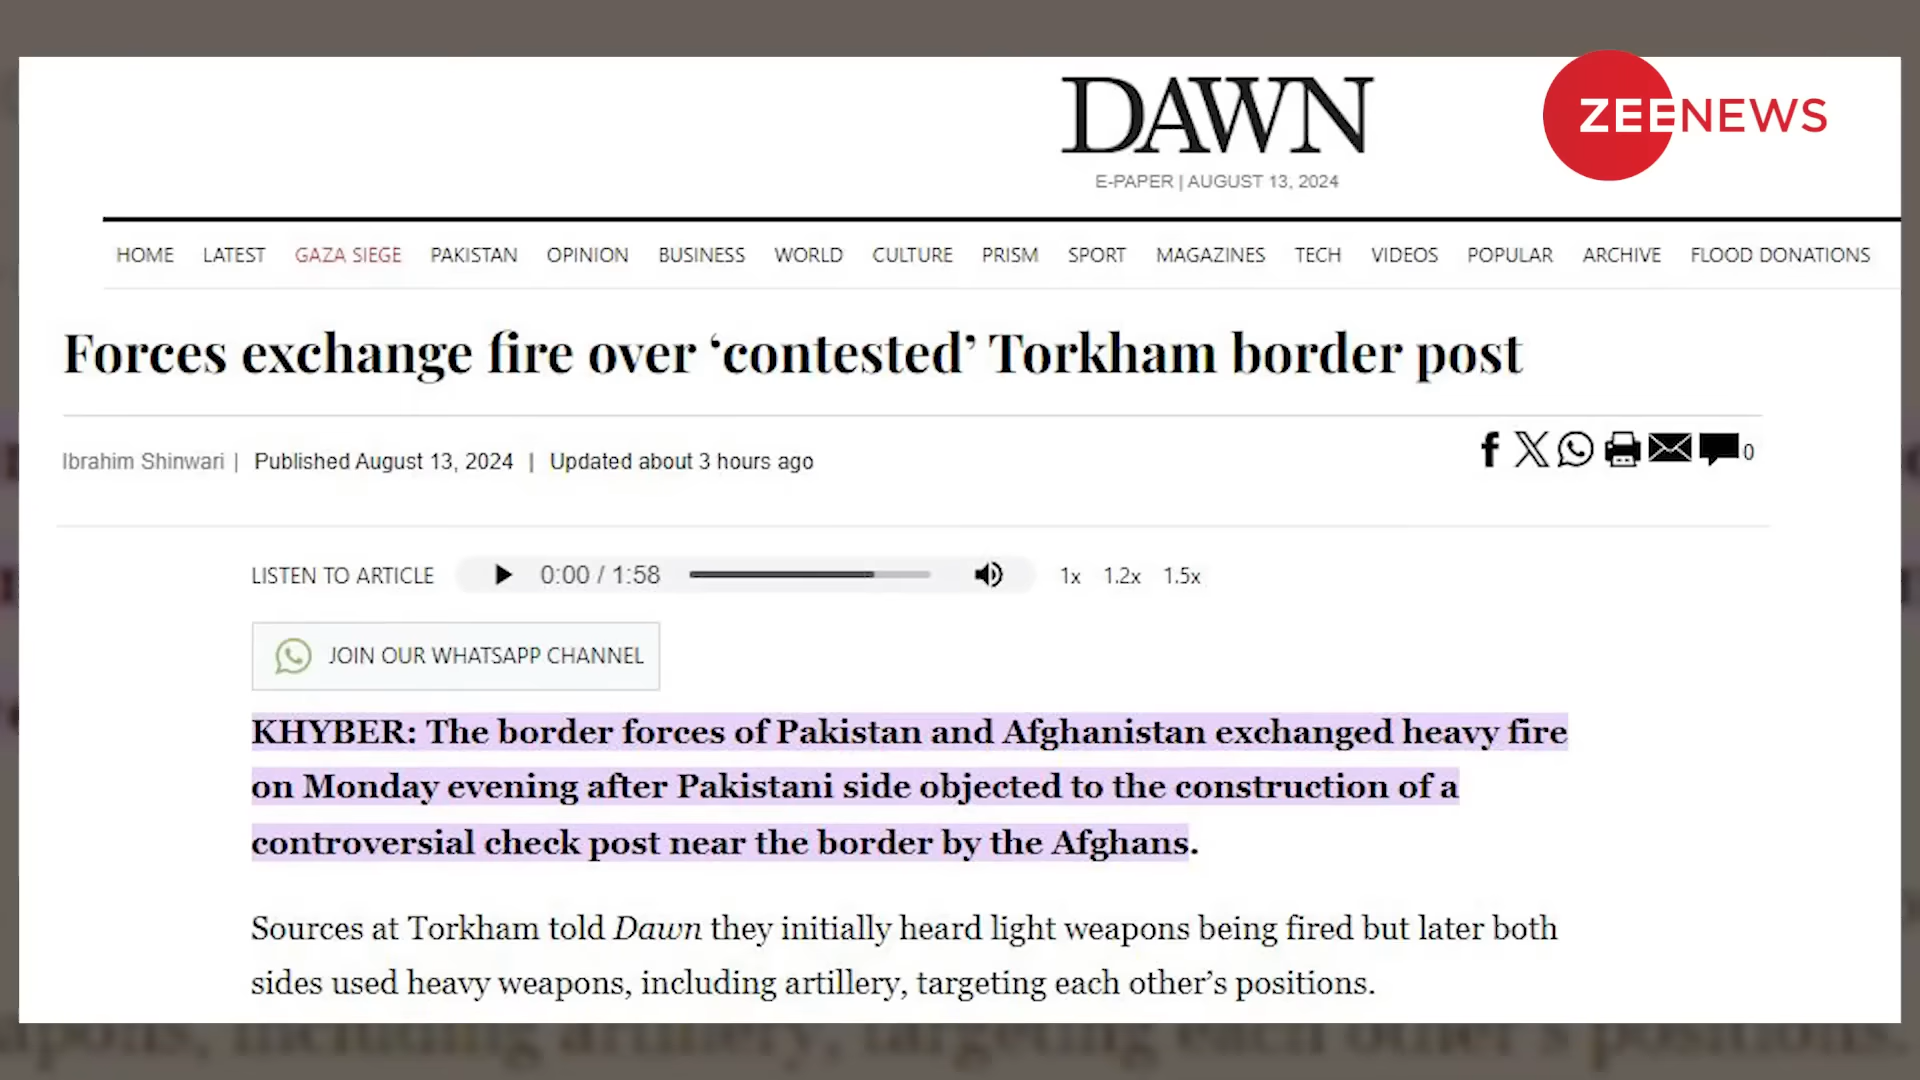 DAWN
ZEENEWS
E-PAPER | AUGUST 13, 2024
HOME LATEST GAZA SIEGE PAKISTAN OPINION BUSINESS WORLD CULTURE PRISM SPORT MAGAZINES TECH VIDEOS POPULAR ARCHIVE FLOOD DONATIONS
Forces exchange fire over ‘contested’ Torkham border post
Ibrahim Shinwari | Published August 13, 2024 | Updated about 3 hours ago
0
LISTEN TO ARTICLE 0:00 / 1:58 1x 1.2x 1.5x
JOIN OUR WHATSAPP CHANNEL
KHYBER: The border forces of Pakistan and Afghanistan exchanged heavy fire
on Monday evening after Pakistani side objected to the construction of a
controversial check post near the border by the Afghans.
Sources at Torkham told Dawn they initially heard light weapons being fired but later both
sides used heavy weapons, including artillery, targeting each other’s positions.